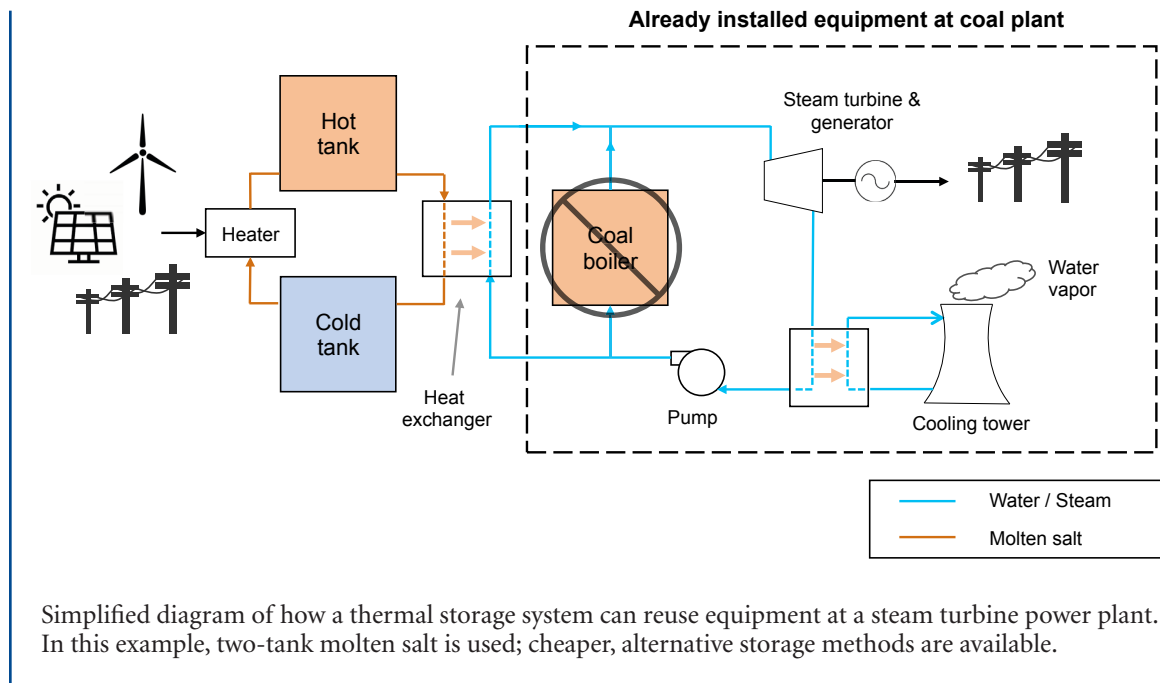 Already installed equipment at coal plant
Steam turbine &
generator
Hot
tank
Heater
Coal
boiler
Cold
tank
Water
vapor
Heat
exchanger
Pump
Cooling tower
Water / Steam
Molten salt
Simplified diagram of how a thermal storage system can reuse equipment at a steam turbine power plant.
In this example, two-tank molten salt is used; cheaper, alternative storage methods are available.